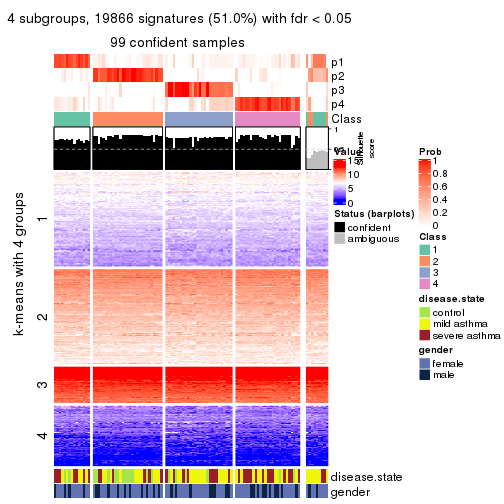 4 subgroups, 19866 signatures (51.0%) with fdr < 0.05
99 confident samples
p1
p2
p3
p4
Class
1
Silhouette
score
Value
15
10
5
0
Status (barplots)
confident
ambiguous
Prob
1
0.8
0.6
0.4
0.2
0
Class
1
2
3
4
disease.state
control
mild asthma
severe asthma
gender
female
male
k-means with 4 groups
1
2
3
4
disease.state
gender